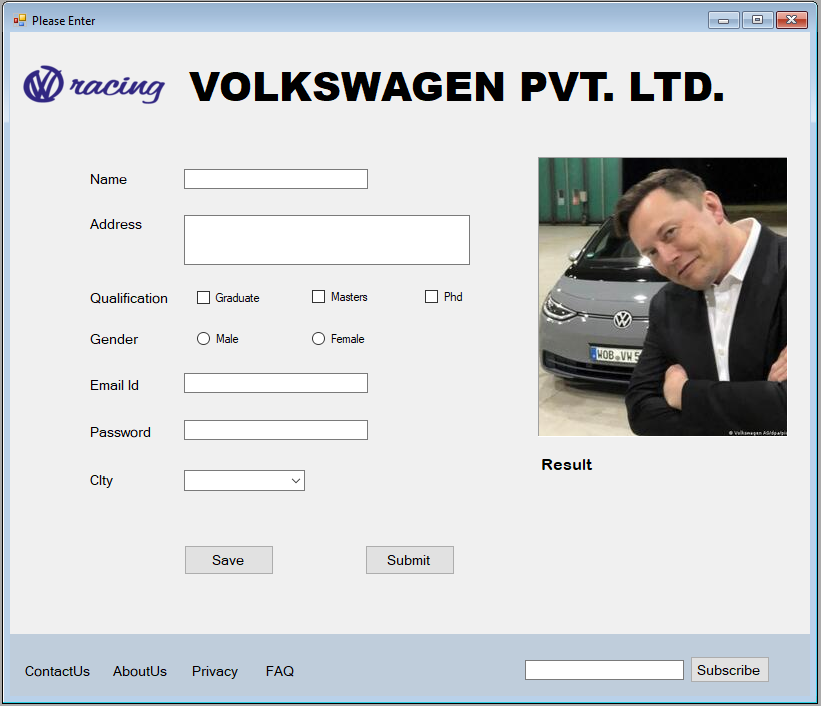 Please Enter
VW racing VOLKSWAGEN PVT. LTD.
Name
Address
Qualification Graduate Masters Phd
Gender Male Female
Email Id
Password
CIty
Save Submit
WOB VW 5
© Volkswagen AG/dpa/pic
Result
ContactUs AboutUs Privacy FAQ
Subscribe